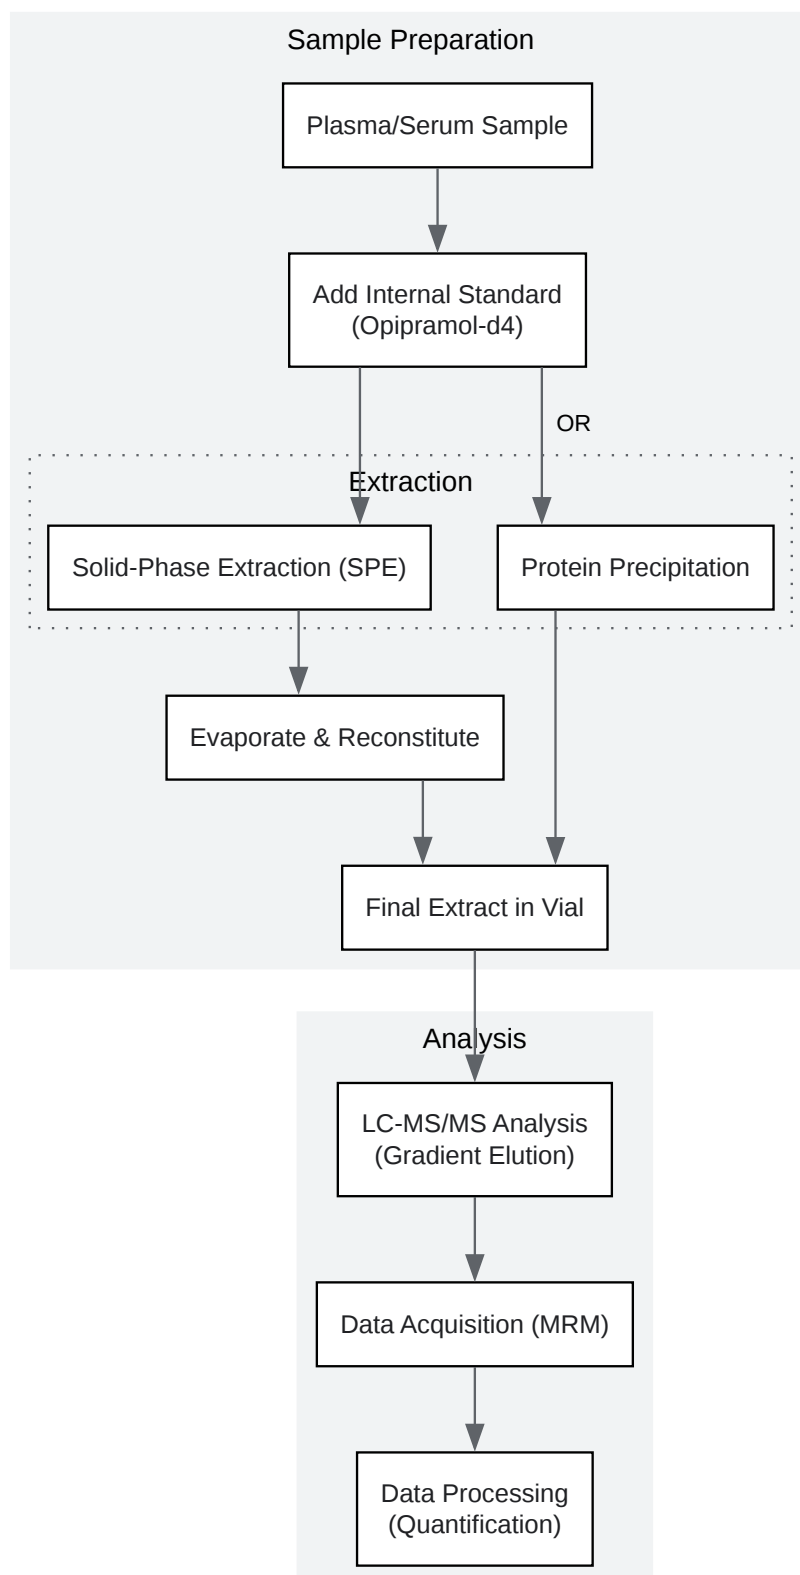 Sample Preparation
Plasma/Serum Sample
Add Internal Standard
(Opipramol-d4)
OR
Extraction
Solid-Phase Extraction (SPE)
Protein Precipitation
Evaporate & Reconstitute
Final Extract in Vial
Analysis
LC-MS/MS Analysis
(Gradient Elution)
Data Acquisition (MRM)
Data Processing
(Quantification)